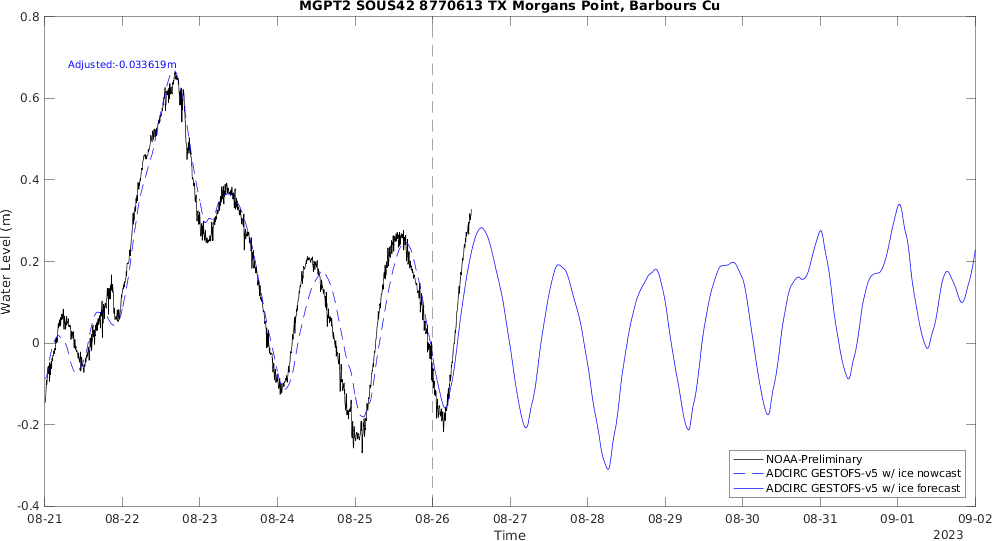 MGPT2 SOUS42 8770613 TX Morgans Point, Barbours Cu
Adjusted:-0.033619m
Water Level (m)
0.8
0.6
0.4
0.2
0
-0.2
-0.4
NOAA-Preliminary
ADCIRC GESTOFS-v5 w/ ice nowcast
ADCIRC GESTOFS-v5 w/ ice forecast
08-21 08-22 08-23 08-24 08-25 08-26 08-27 08-28 08-29 08-30 08-31 09-01 09-02
Time
2023